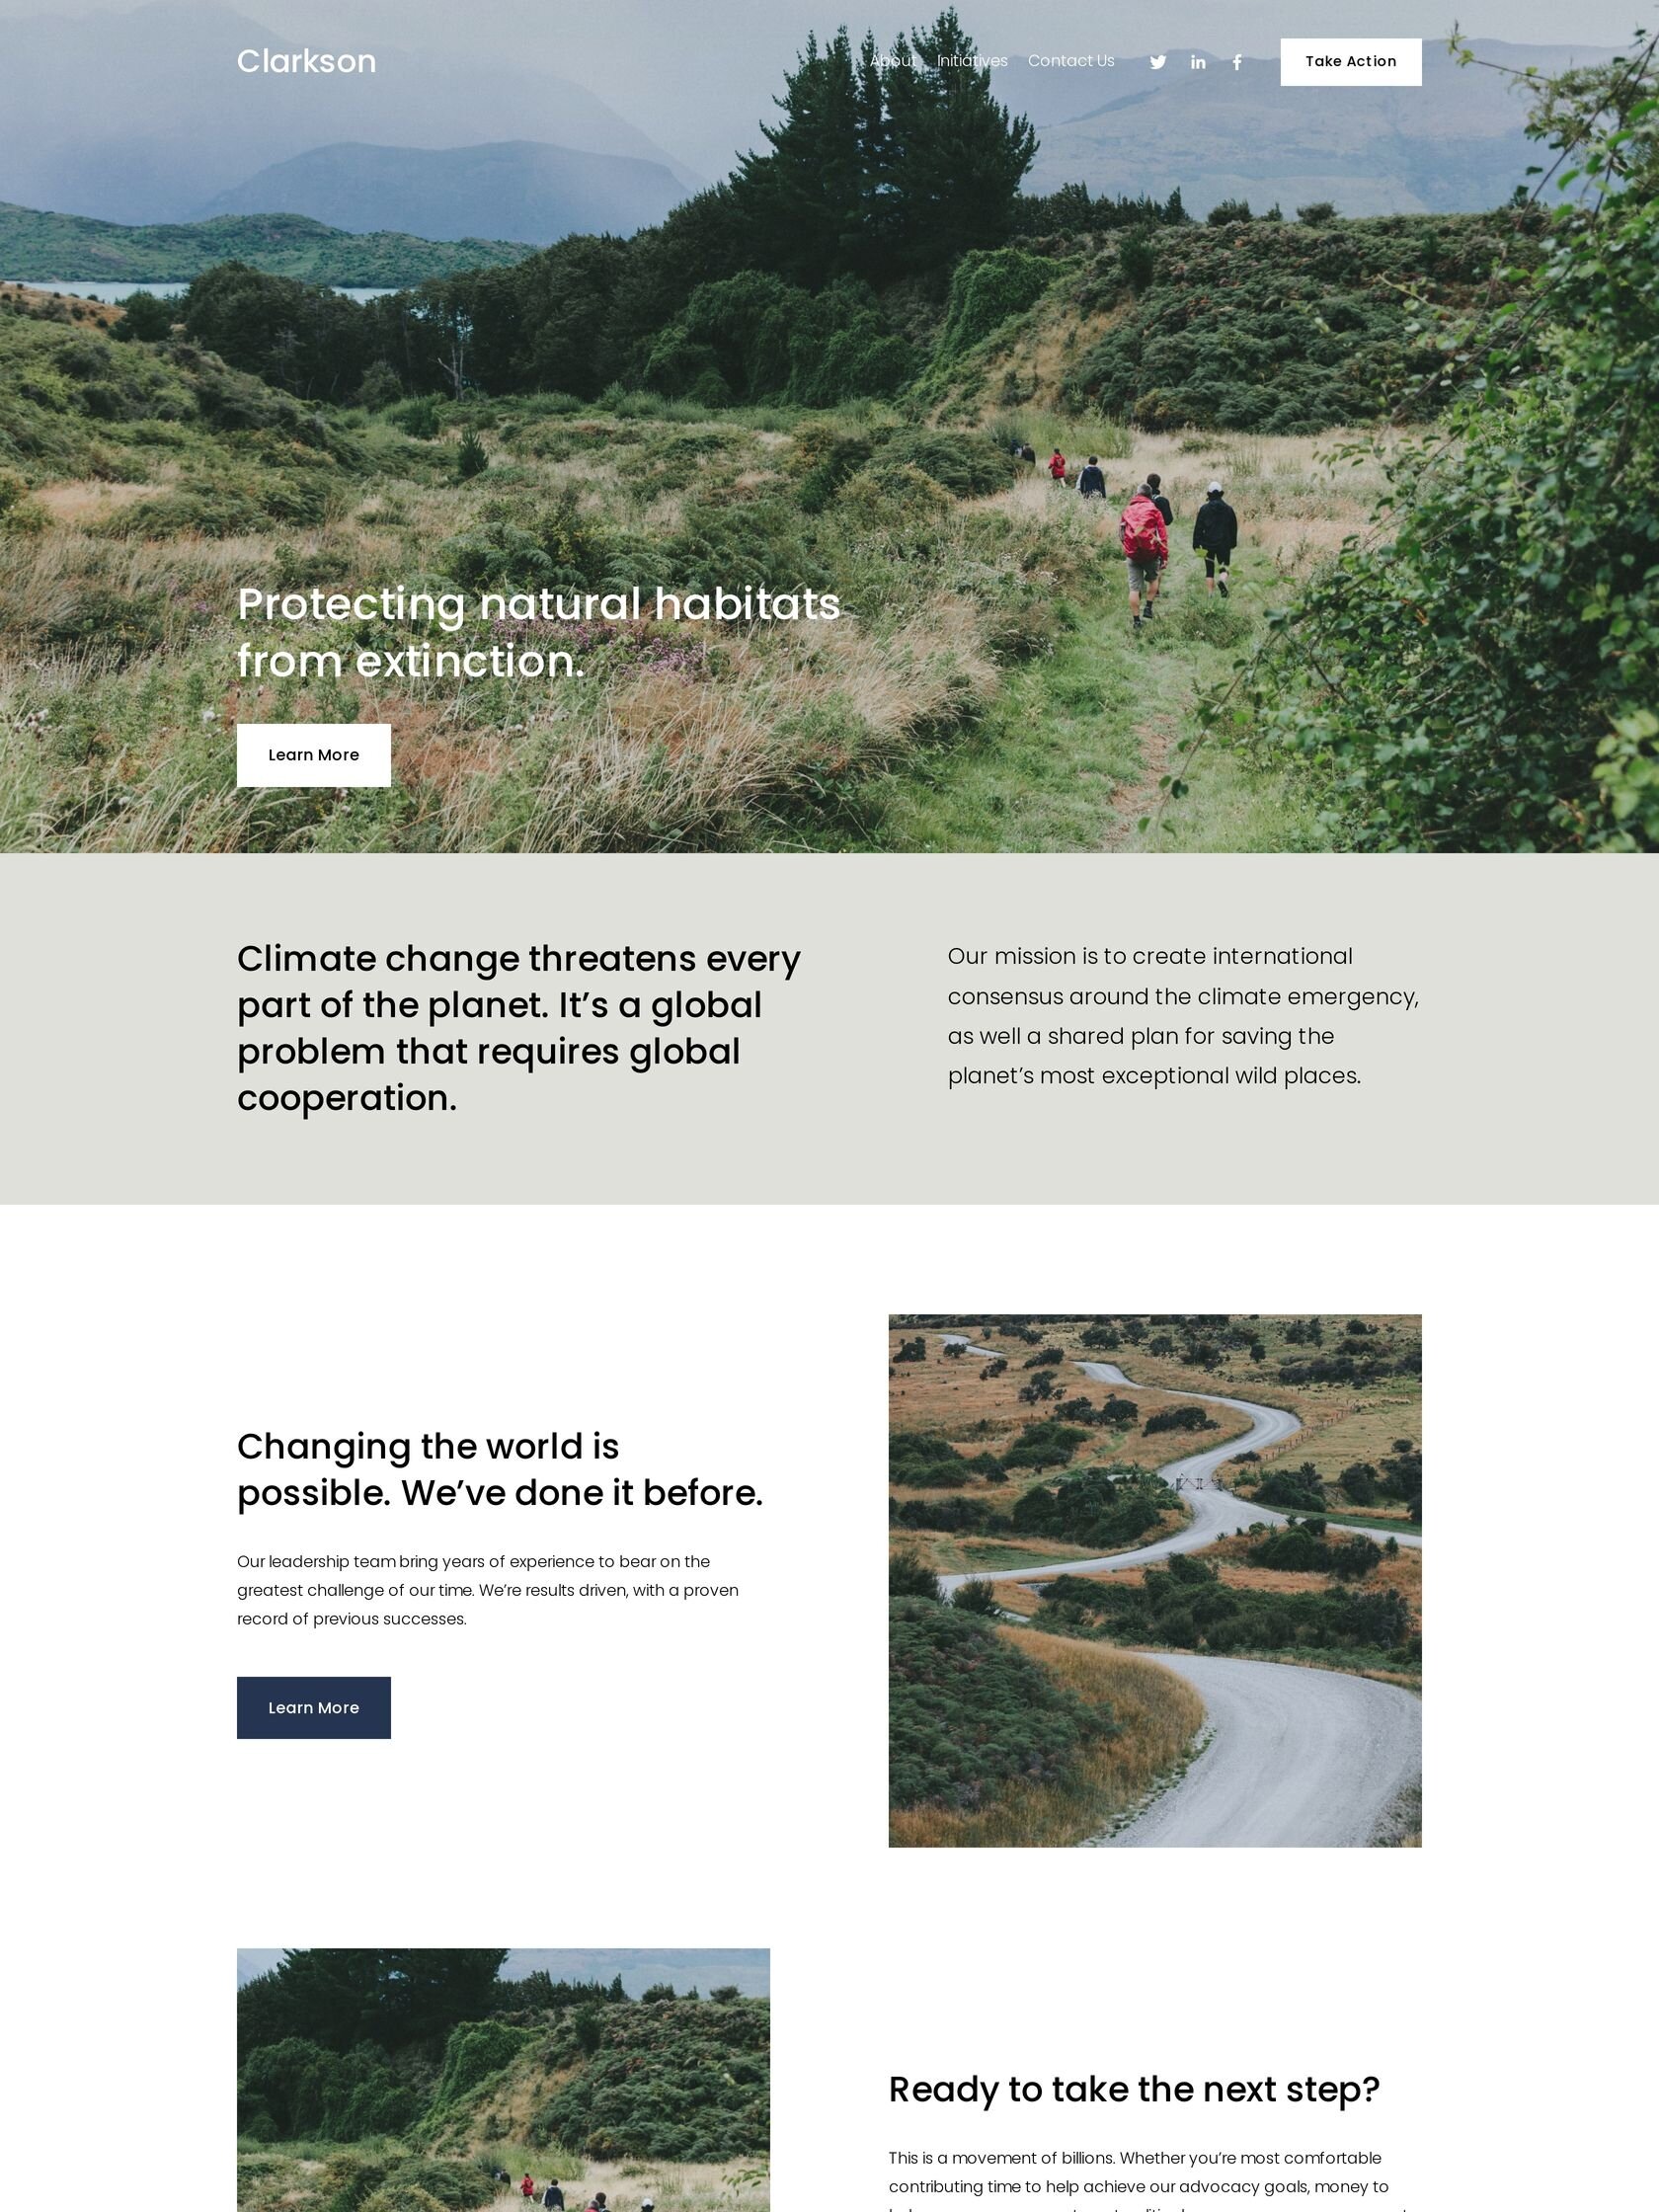 Clarkson
About Initiatives Contact Us
Take Action
Protecting natural habitats
from extinction.
Learn More
Climate change threatens every
part of the planet. It’s a global
problem that requires global
cooperation.
Our mission is to create international
consensus around the climate emergency,
as well a shared plan for saving the
planet’s most exceptional wild places.
Changing the world is
possible. We’ve done it before.
Our leadership team bring years of experience to bear on the
greatest challenge of our time. We’re results driven, with a proven
record of previous successes.
Learn More
Ready to take the next step?
This is a movement of billions. Whether you’re most comfortable
contributing time to help achieve our advocacy goals, money to